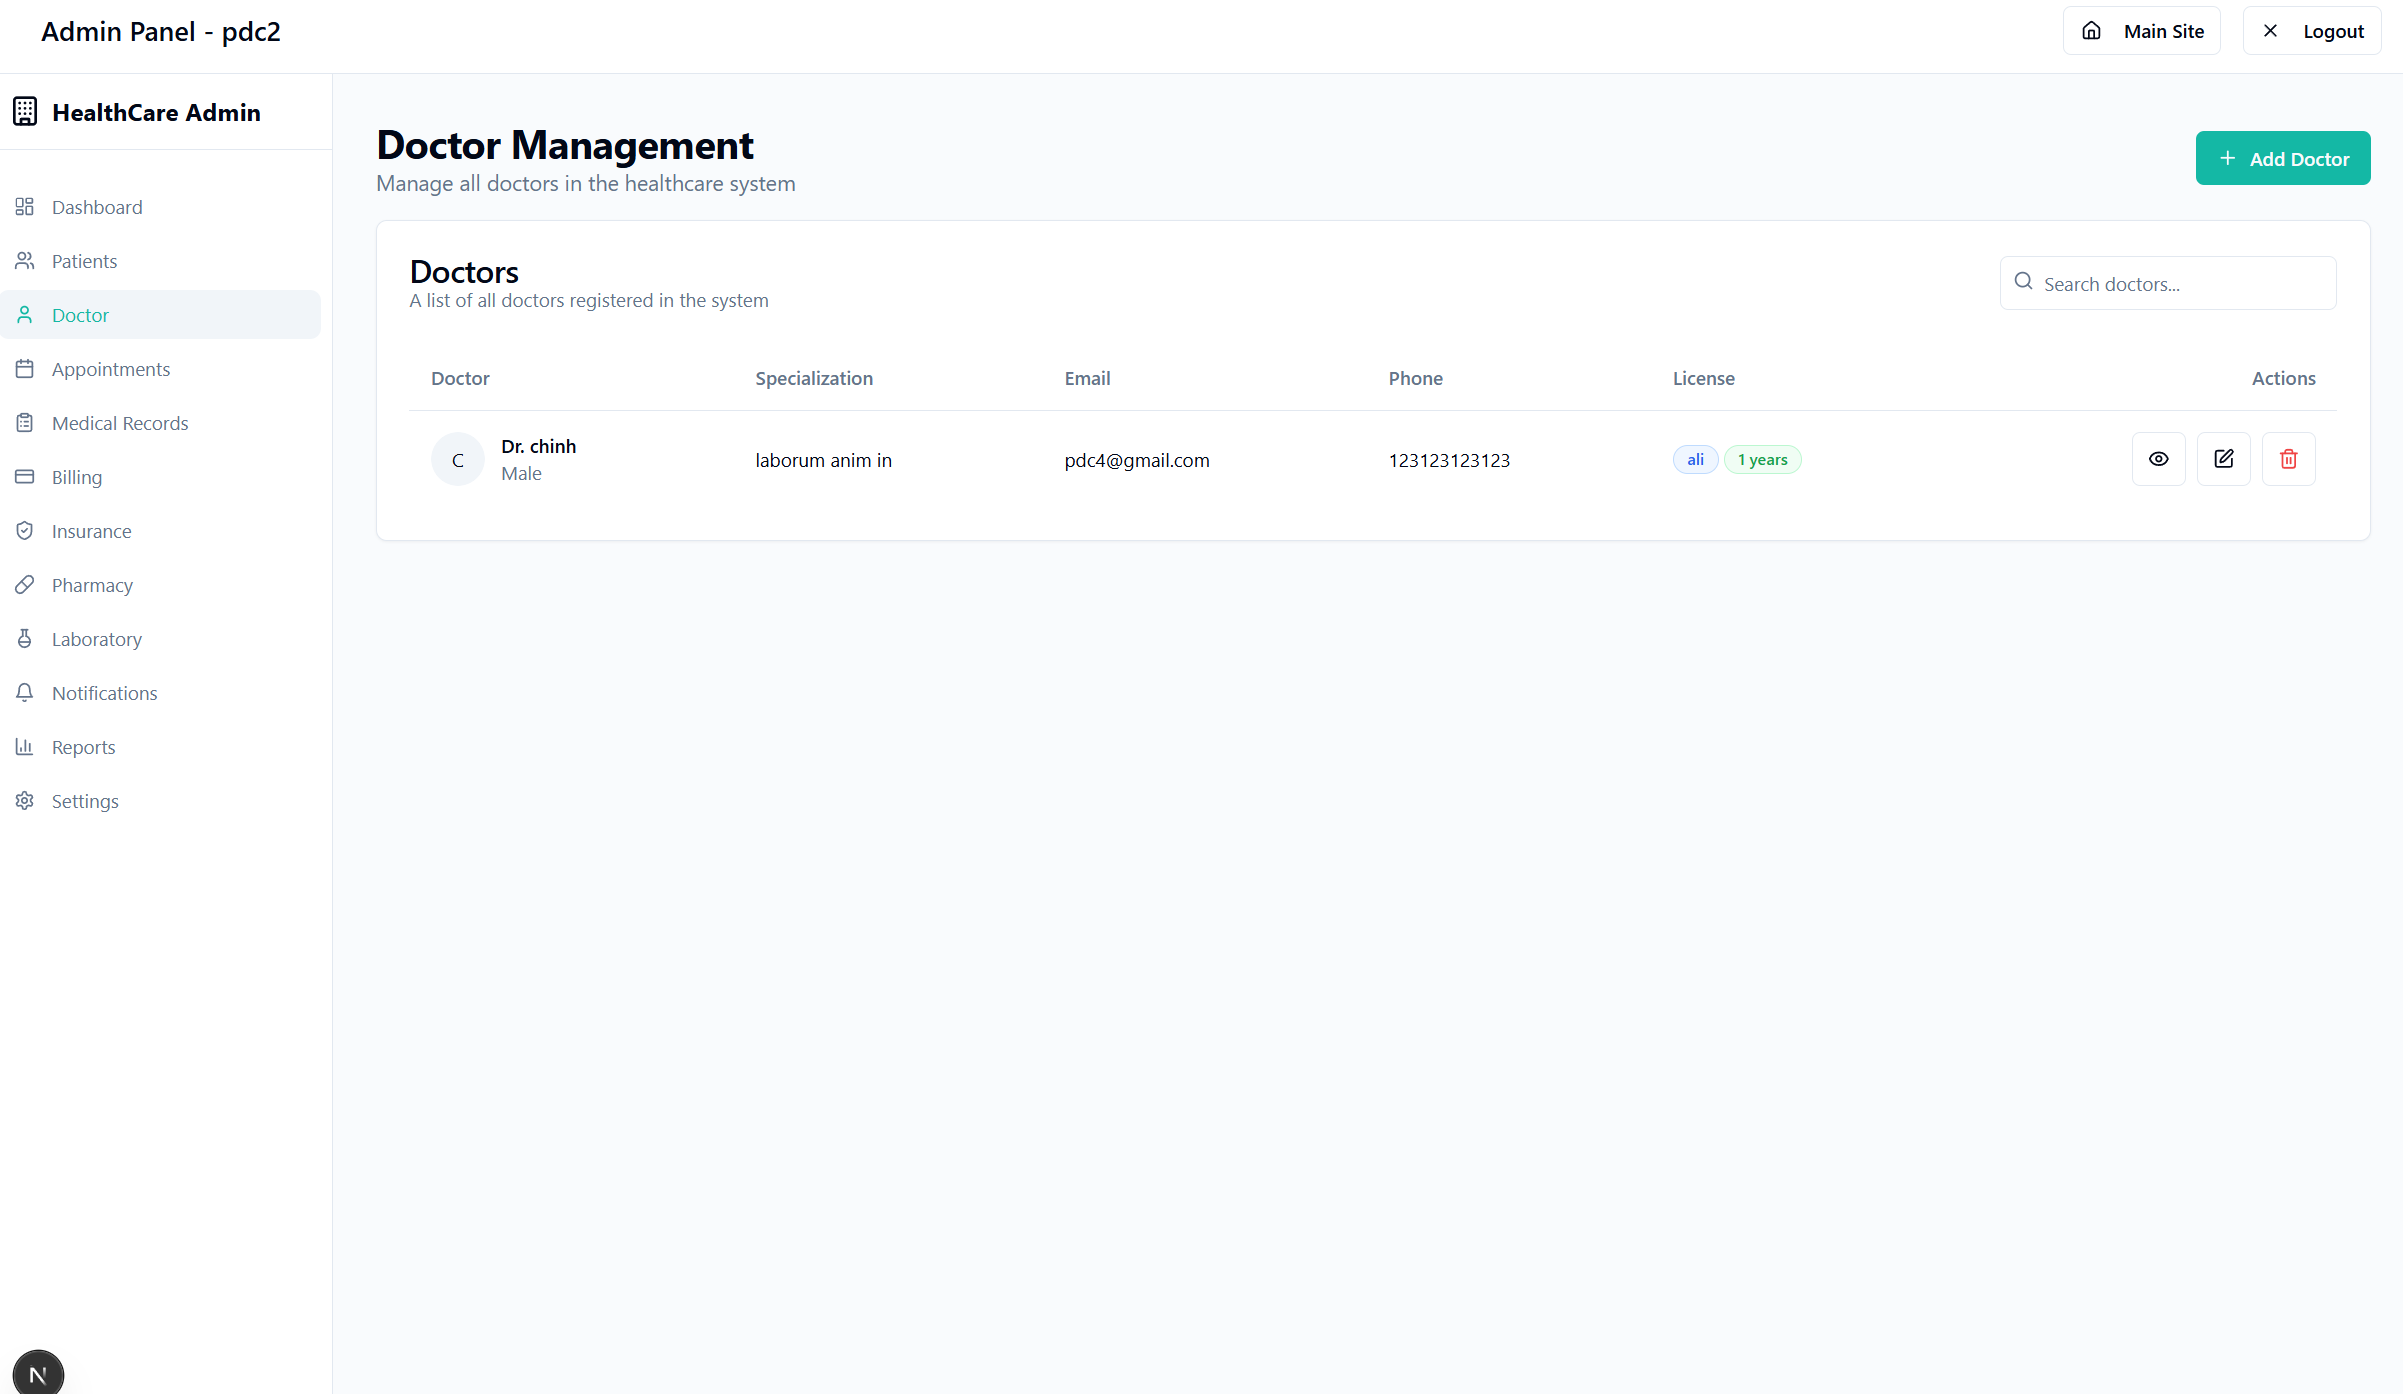 Admin Panel - pdc2
Main Site
Logout
HealthCare Admin
Dashboard
Patients
Doctor
Appointments
Medical Records
Billing
Insurance
Pharmacy
Laboratory
Notifications
Reports
Settings
Doctor Management
Manage all doctors in the healthcare system
Add Doctor
Doctors
A list of all doctors registered in the system
Search doctors...
Doctor Specialization Email Phone License Actions
C
Dr. chinh
Male
laborum anim in
pdc4@gmail.com
123123123123
ali
1 years
N